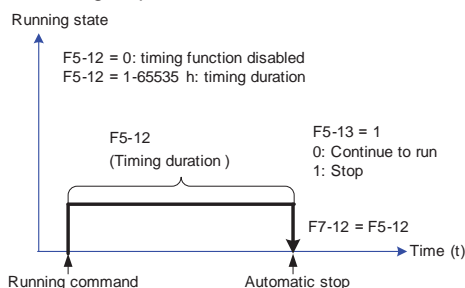 Running state
F5-12 = 0: timing function disabled
F5-12 = 1-65535 h: timing duration
F5-12
(Timing duration )
F5-13 = 1
0: Continue to run
1: Stop
F7-12 = F5-12
Time (t)
Running command
Automatic stop